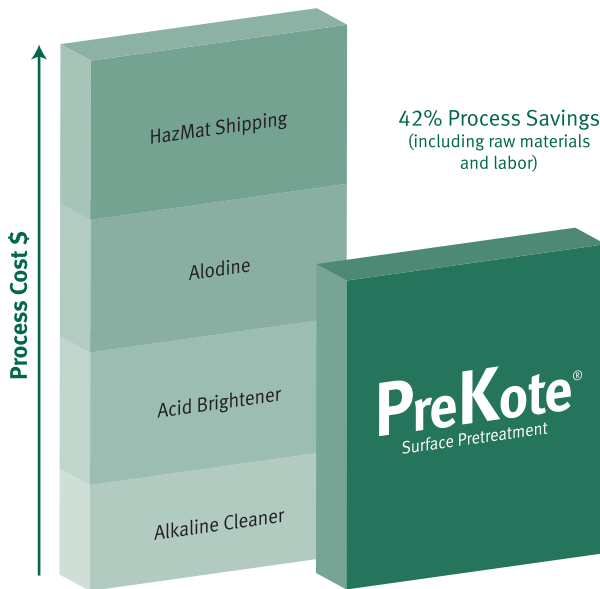 HazMat Shipping
42% Process Savings
(including raw materials
and labor)
Alodine
Process Cost $
Acid Brightener
PreKote®
Surface Pretreatment
Alkaline Cleaner